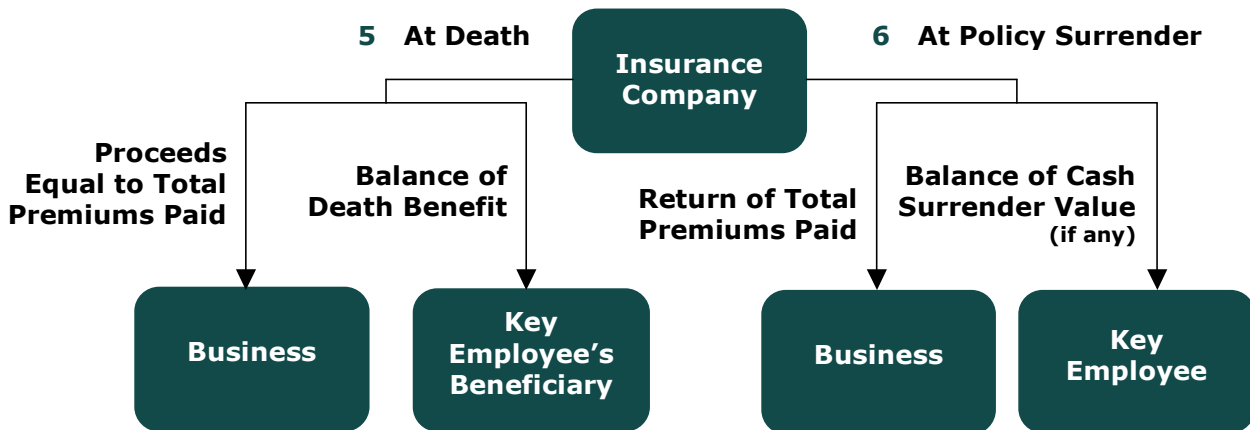 5 At Death
6 At Policy Surrender
Insurance
Company
Proceeds
Equal to Total
Premiums Paid
Balance of
Death Benefit
Return of Total
Premiums Paid
Balance of Cash
Surrender Value
(if any)
Business
Key
Employee’s
Beneficiary
Business
Key
Employee